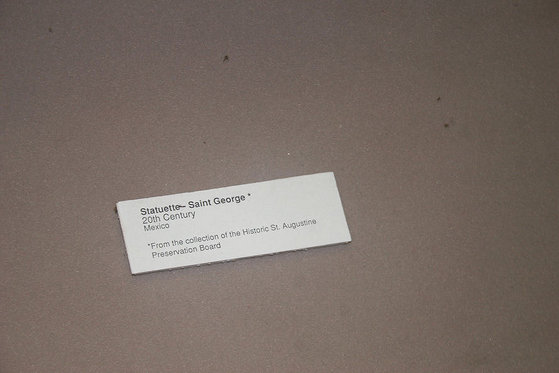 Statuette– Saint George*
20th Century
Mexico
*From the collection of the Historic St. Augustine
Preservation Board